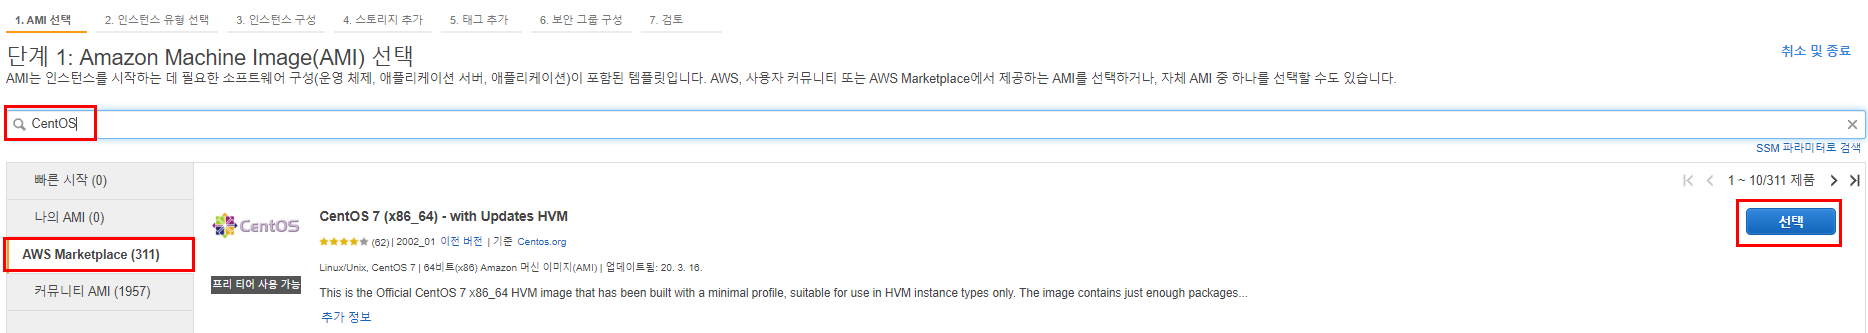 1. AMI 선택 2. 인스턴스 유형 선택 3. 인스턴스 구성 4. 스토리지 추가 5. 태그 추가 6. 보안 그룹 구성 7. 검토
단계 1: Amazon Machine Image(AMI) 선택
취소 및 종료
AMI는 인스턴스를 시작하는 데 필요한 소프트웨어 구성(운영 체제, 애플리케이션 서버, 애플리케이션)이 포함된 템플릿입니다. AWS, 사용자 커뮤니티 또는 AWS Marketplace에서 제공하는 AMI를 선택하거나, 자체 AMI 중 하나를 선택할 수도 있습니다.
CentOS
SSM 파라미터로 검색
빠른 시작 (0)
나의 AMI (0)
AWS Marketplace (311)
커뮤니티 AMI (1957)
1 ~ 10/311 제품
CentOS
프리 티어 사용 가능
CentOS 7 (x86_64) - with Updates HVM
(62) | 2002_01 이전 버전 | 기준 Centos.org
Linux/Unix, CentOS 7 | 64비트(x86) Amazon 머신 이미지(AMI) | 업데이트됨: 20. 3. 16.
This is the Official CentOS 7 x86_64 HVM image that has been built with a minimal profile, suitable for use in HVM instance types only. The image contains just enough packages...
추가 정보
선택